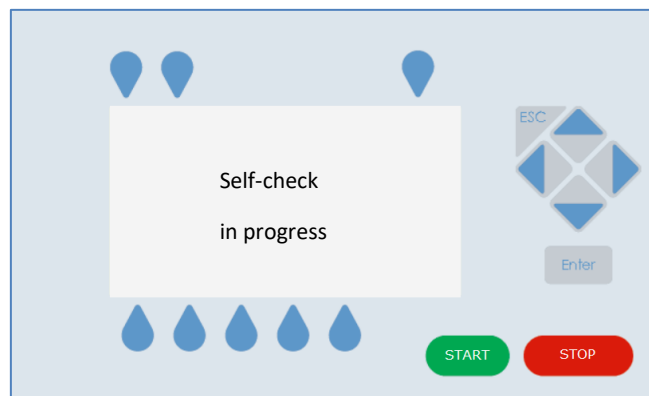 ESC
Self-check
in progress
Enter
START
STOP